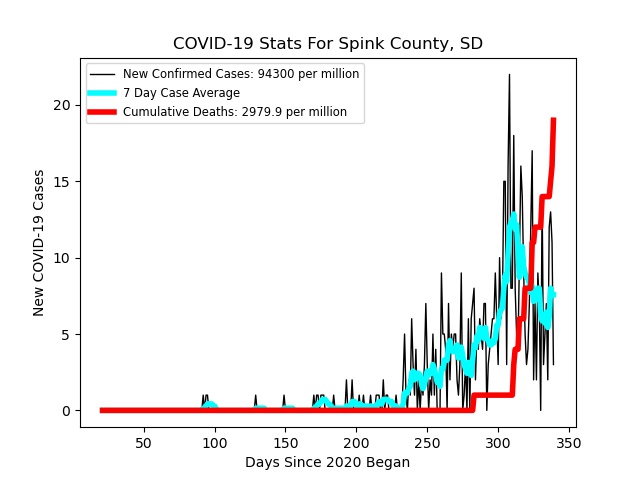 COVID-19 Stats For Spink County, SD
New Confirmed Cases: 94300 per million
7 Day Case Average
Cumulative Deaths: 2979.9 per million
New COVID-19 Cases
20
15
10
5
0
50
100
150
200
250
300
350
Days Since 2020 Began